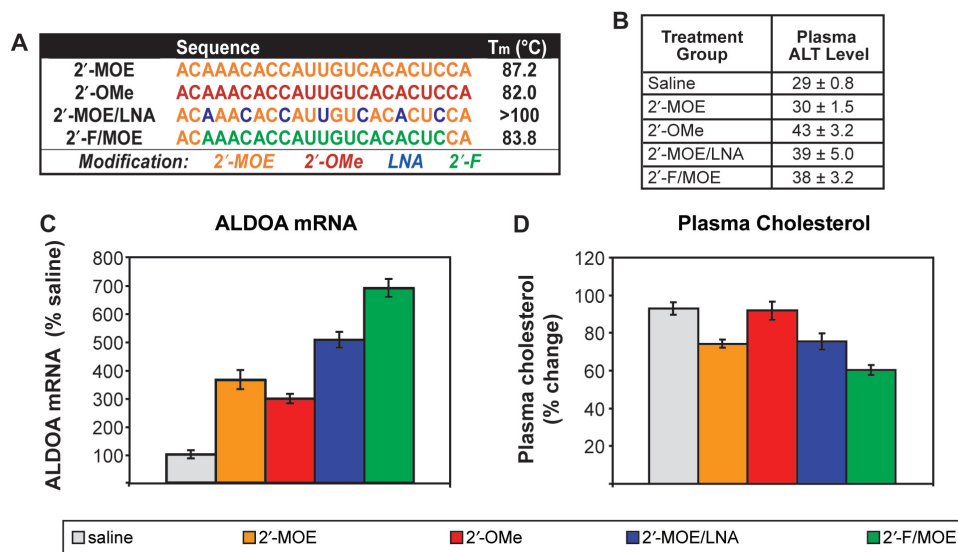 A
Sequence Tm (°C)
2′-MOE ACAAACACCAUUGUCACACUCCA 87.2
2′-OMe ACAAACACCAUUGUCACACUCCA 82.0
2′-MOE/LNA ACAAACACCAUUGUCACACUCCA >100
2′-F/MOE ACAAACACCAUUGUCACACUCCA 83.8
Modification: 2′-MOE 2′-OMe LNA 2′-F
B
Treatment Group Plasma ALT Level
Saline 29 ± 0.8
2′-MOE 30 ± 1.5
2′-OMe 43 ± 3.2
2′-MOE/LNA 39 ± 5.0
2′-F/MOE 38 ± 3.2
C
ALDOA mRNA
ALDOA mRNA (% saline)
800
700
600
500
400
300
200
100
D
Plasma Cholesterol
Plasma cholesterol
(% change)
120
100
80
60
40
20
saline 2′-MOE 2′-OMe 2′-MOE/LNA 2′-F/MOE